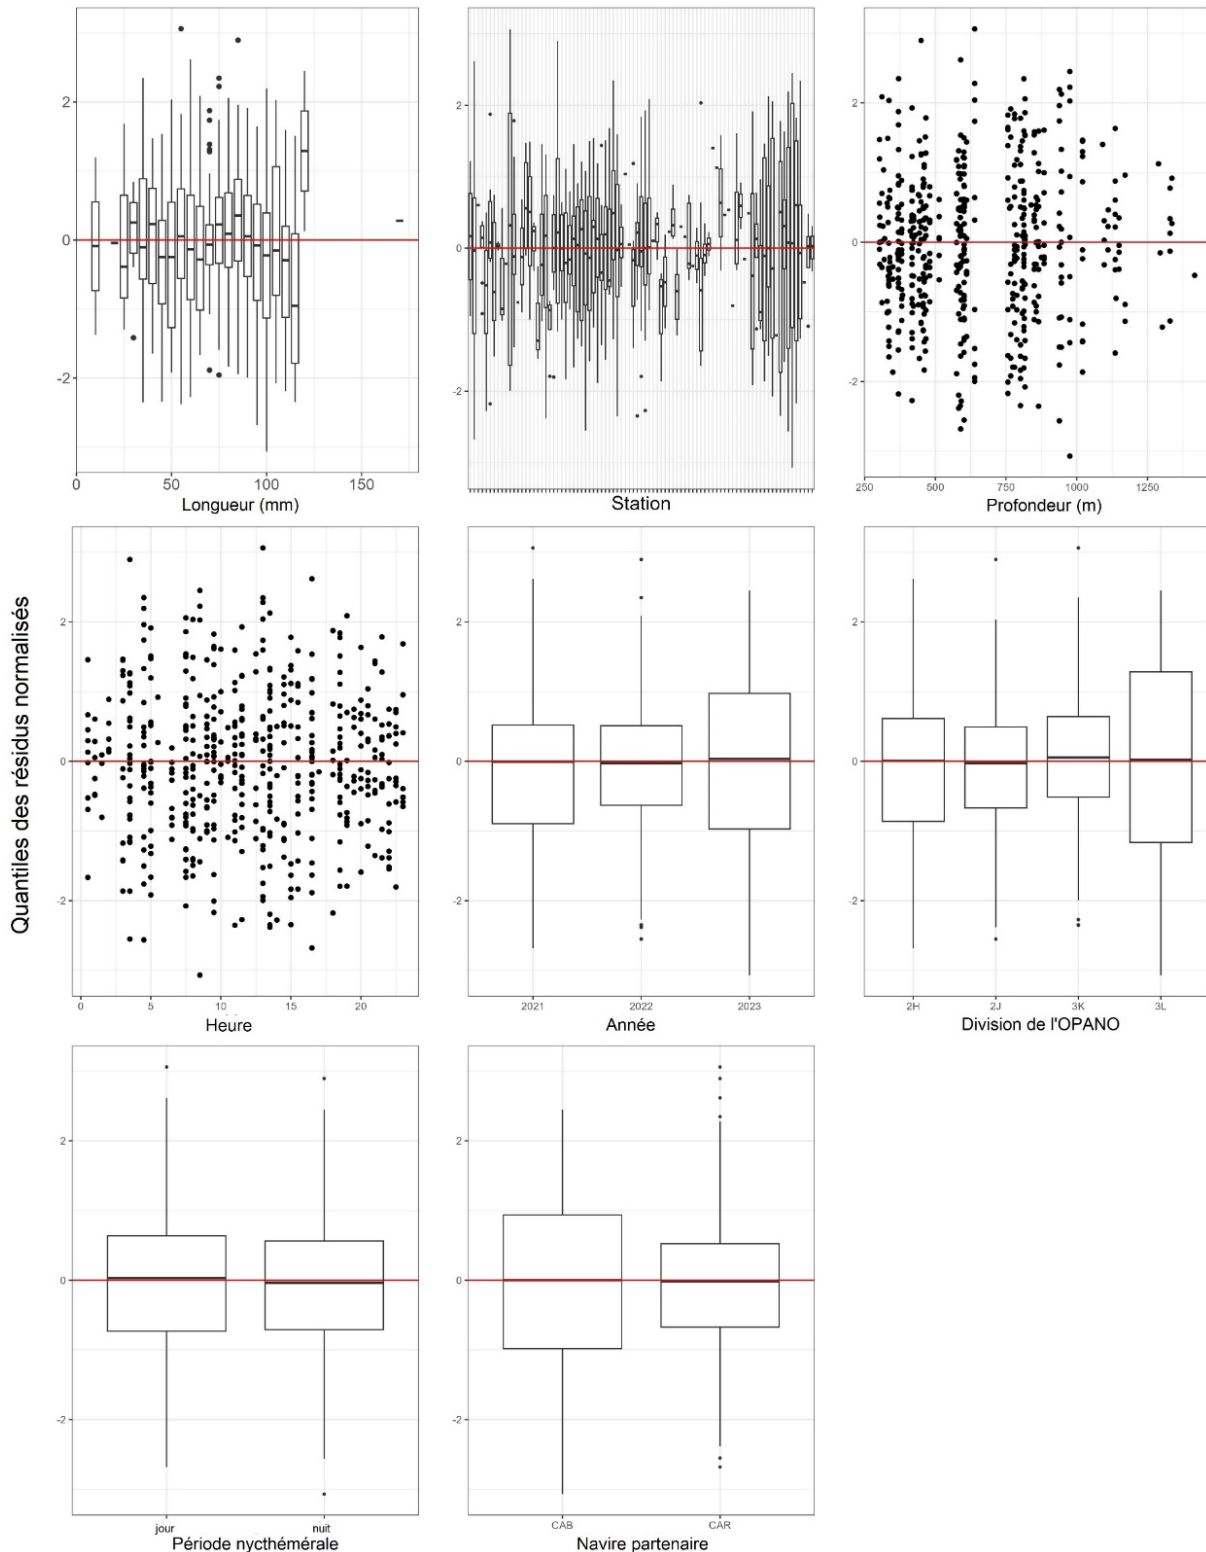 2
0
-2
0
50
100
150
Longueur (mm)
2
0
-2
Station
2
0
-2
250
500
750
1000
1250
Profondeur (m)
Quantiles des résidus normalisés
2
0
-2
0
5
10
15
20
Heure
2
0
-2
2021
2022
2023
Année
2
0
-2
2H
2J
3K
3L
Division de l'OPANO
2
0
-2
jour
nuit
Période nycthémérale
2
0
-2
CAB
CAR
Navire partenaire